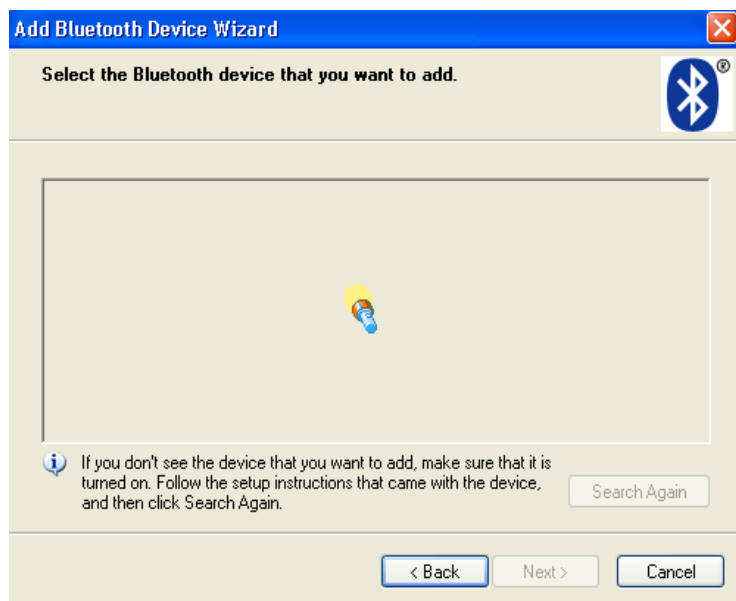 Add Bluetooth Device Wizard
Select the Bluetooth device that you want to add.
®
If you don't see the device that you want to add, make sure that it is
turned on. Follow the setup instructions that came with the device,
and then click Search Again.
Search Again
< Back
Next >
Cancel